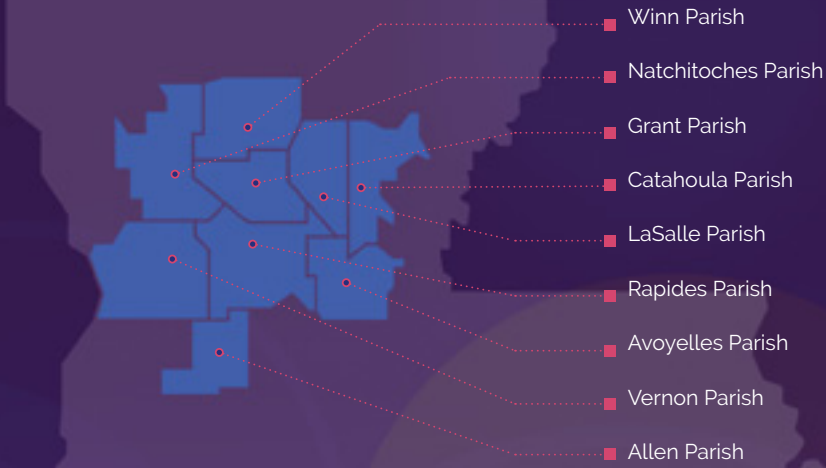 Winn Parish
Natchitoches Parish
Grant Parish
Catahoula Parish
LaSalle Parish
Rapides Parish
Avoyelles Parish
Vernon Parish
Allen Parish